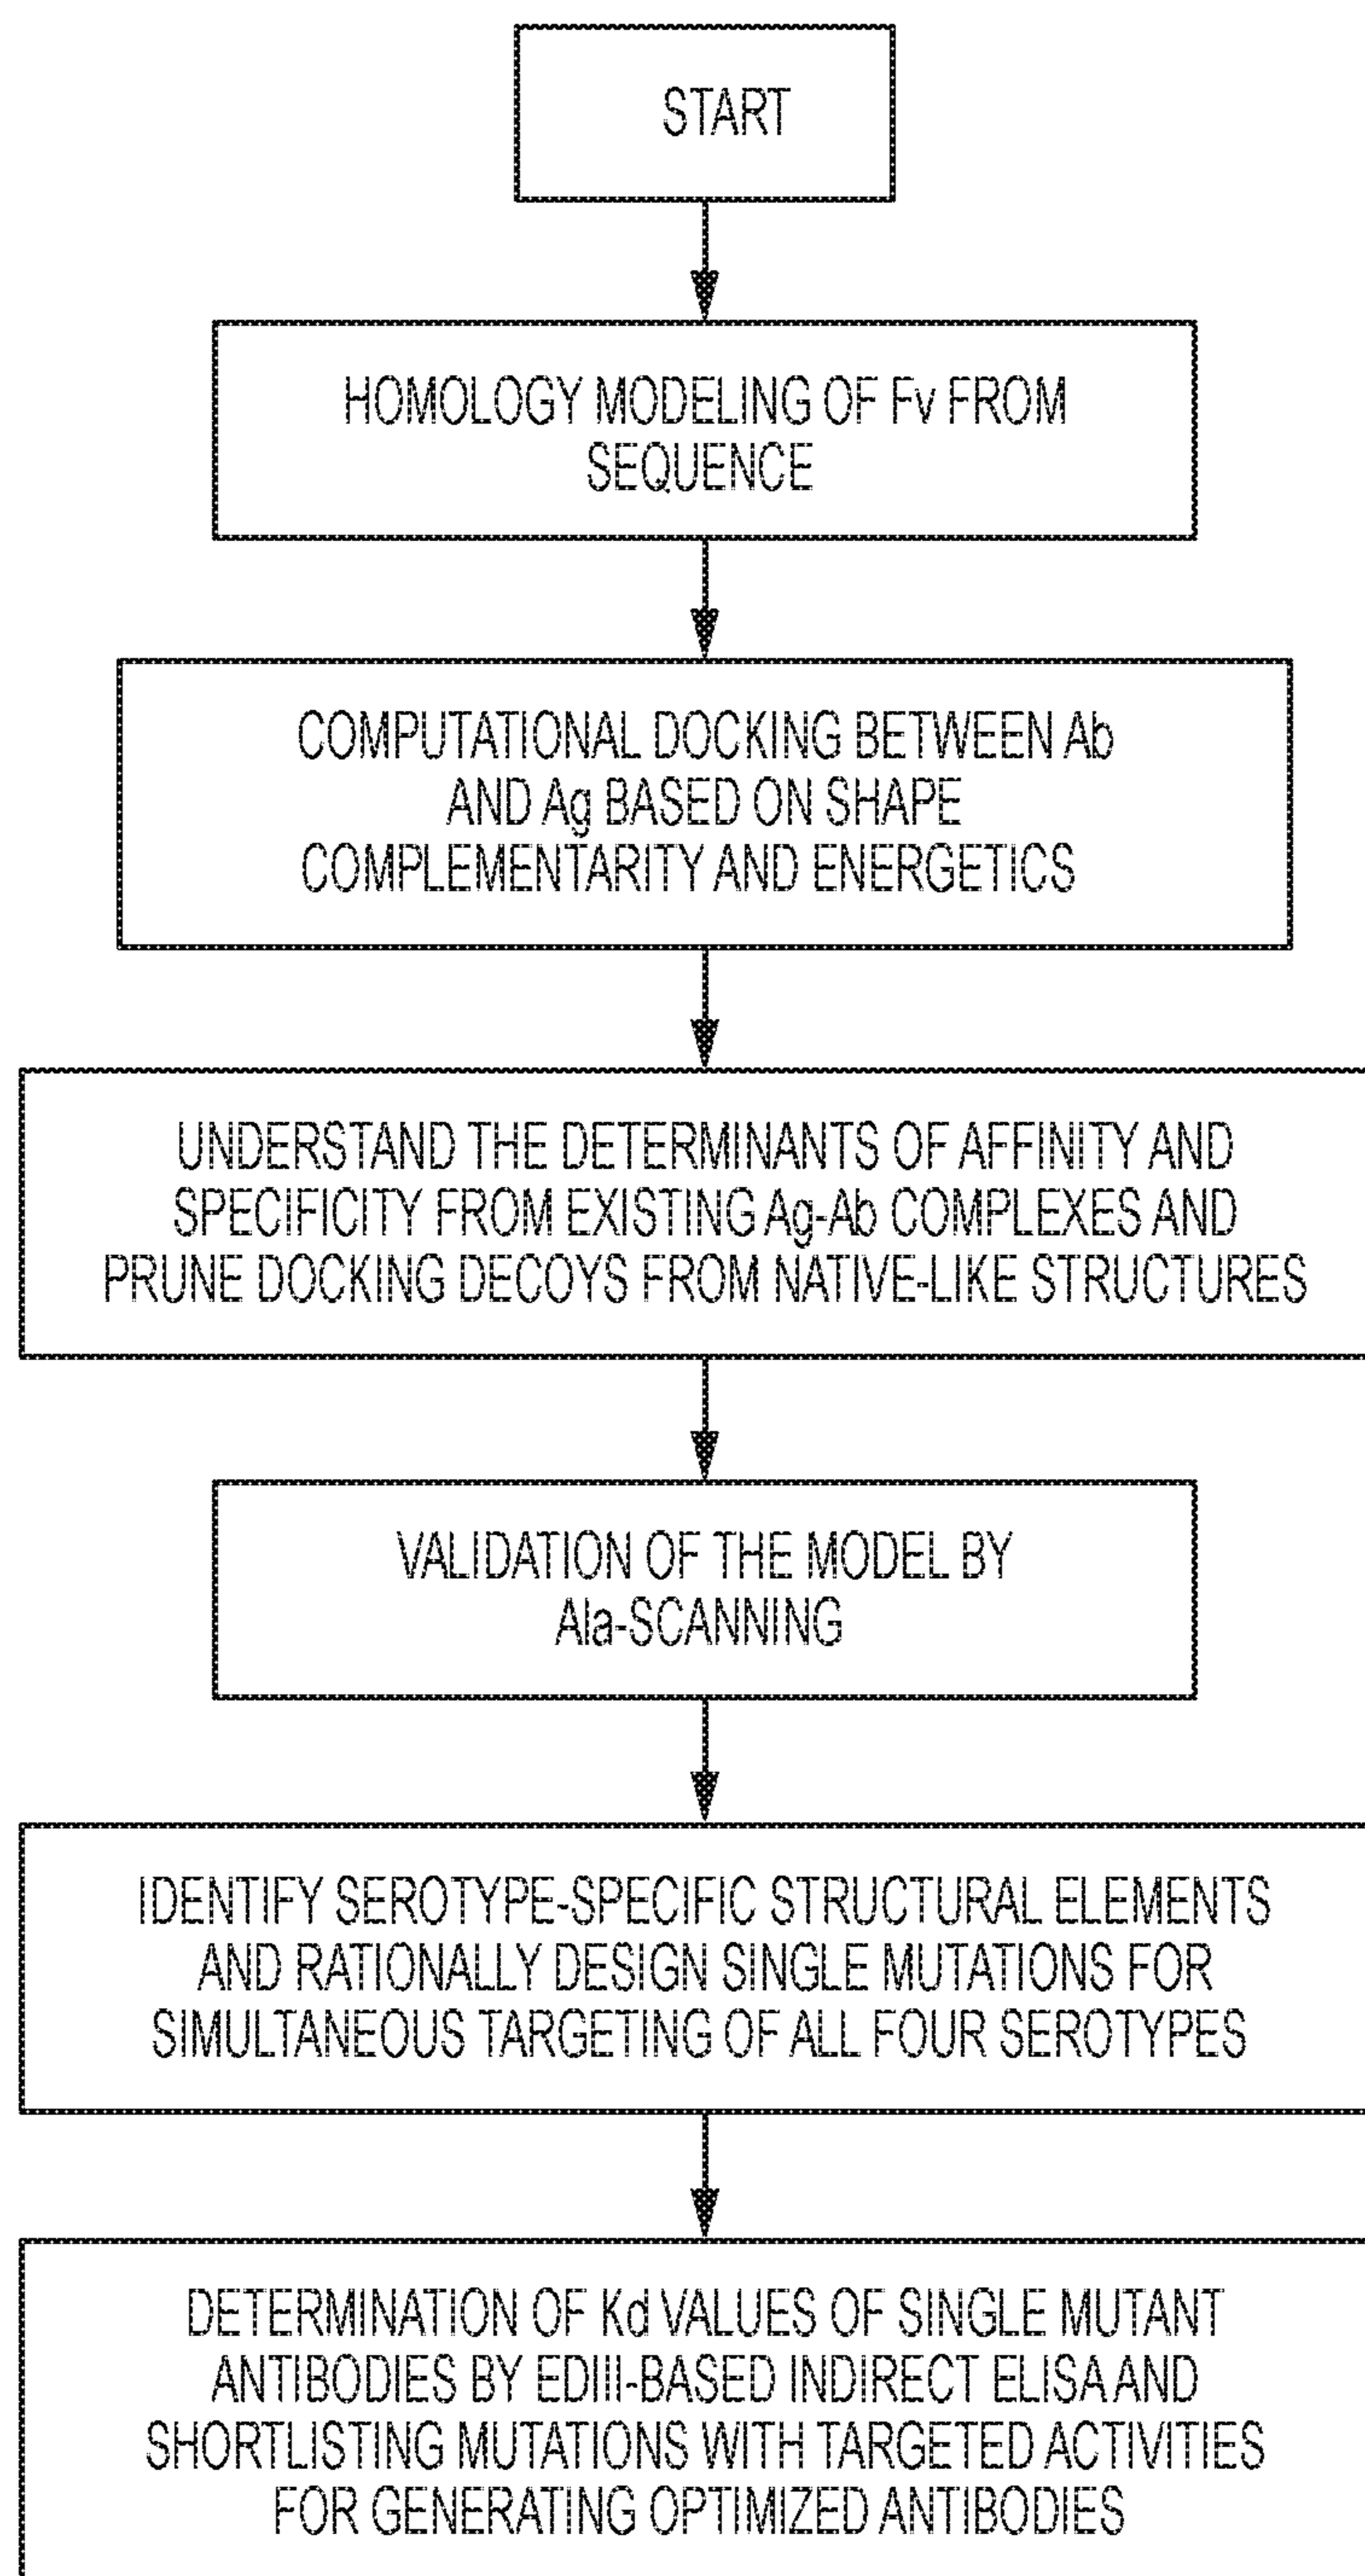 START
HOMOLOGY MODELING OF Fv FROM
SEQUENCE
COMPUTATIONAL DOCKING BETWEEN Ab
AND Ag BASED ON SHAPE
COMPLEMENTARITY AND ENERGETICS
UNDERSTAND THE DETERMINANTS OF AFFINITY AND
SPECIFICITY FROM EXISTING Ag-Ab COMPLEXES AND
PRUNE DOCKING DECOYS FROM NATIVE-LIKE STRUCTURES
VALIDATION OF THE MODEL BY
Ala-SCANNING
IDENTIFY SEROTYPE-SPECIFIC STRUCTURAL ELEMENTS
AND RATIONALLY DESIGN SINGLE MUTATIONS FOR
SIMULTANEOUS TARGETING OF ALL FOUR SEROTYPES
DETERMINATION OF Kd VALUES OF SINGLE MUTANT
ANTIBODIES BY EDIII-BASED INDIRECT ELISA AND
SHORTLISTING MUTATIONS WITH TARGETED ACTIVITIES
FOR GENERATING OPTIMIZED ANTIBODIES